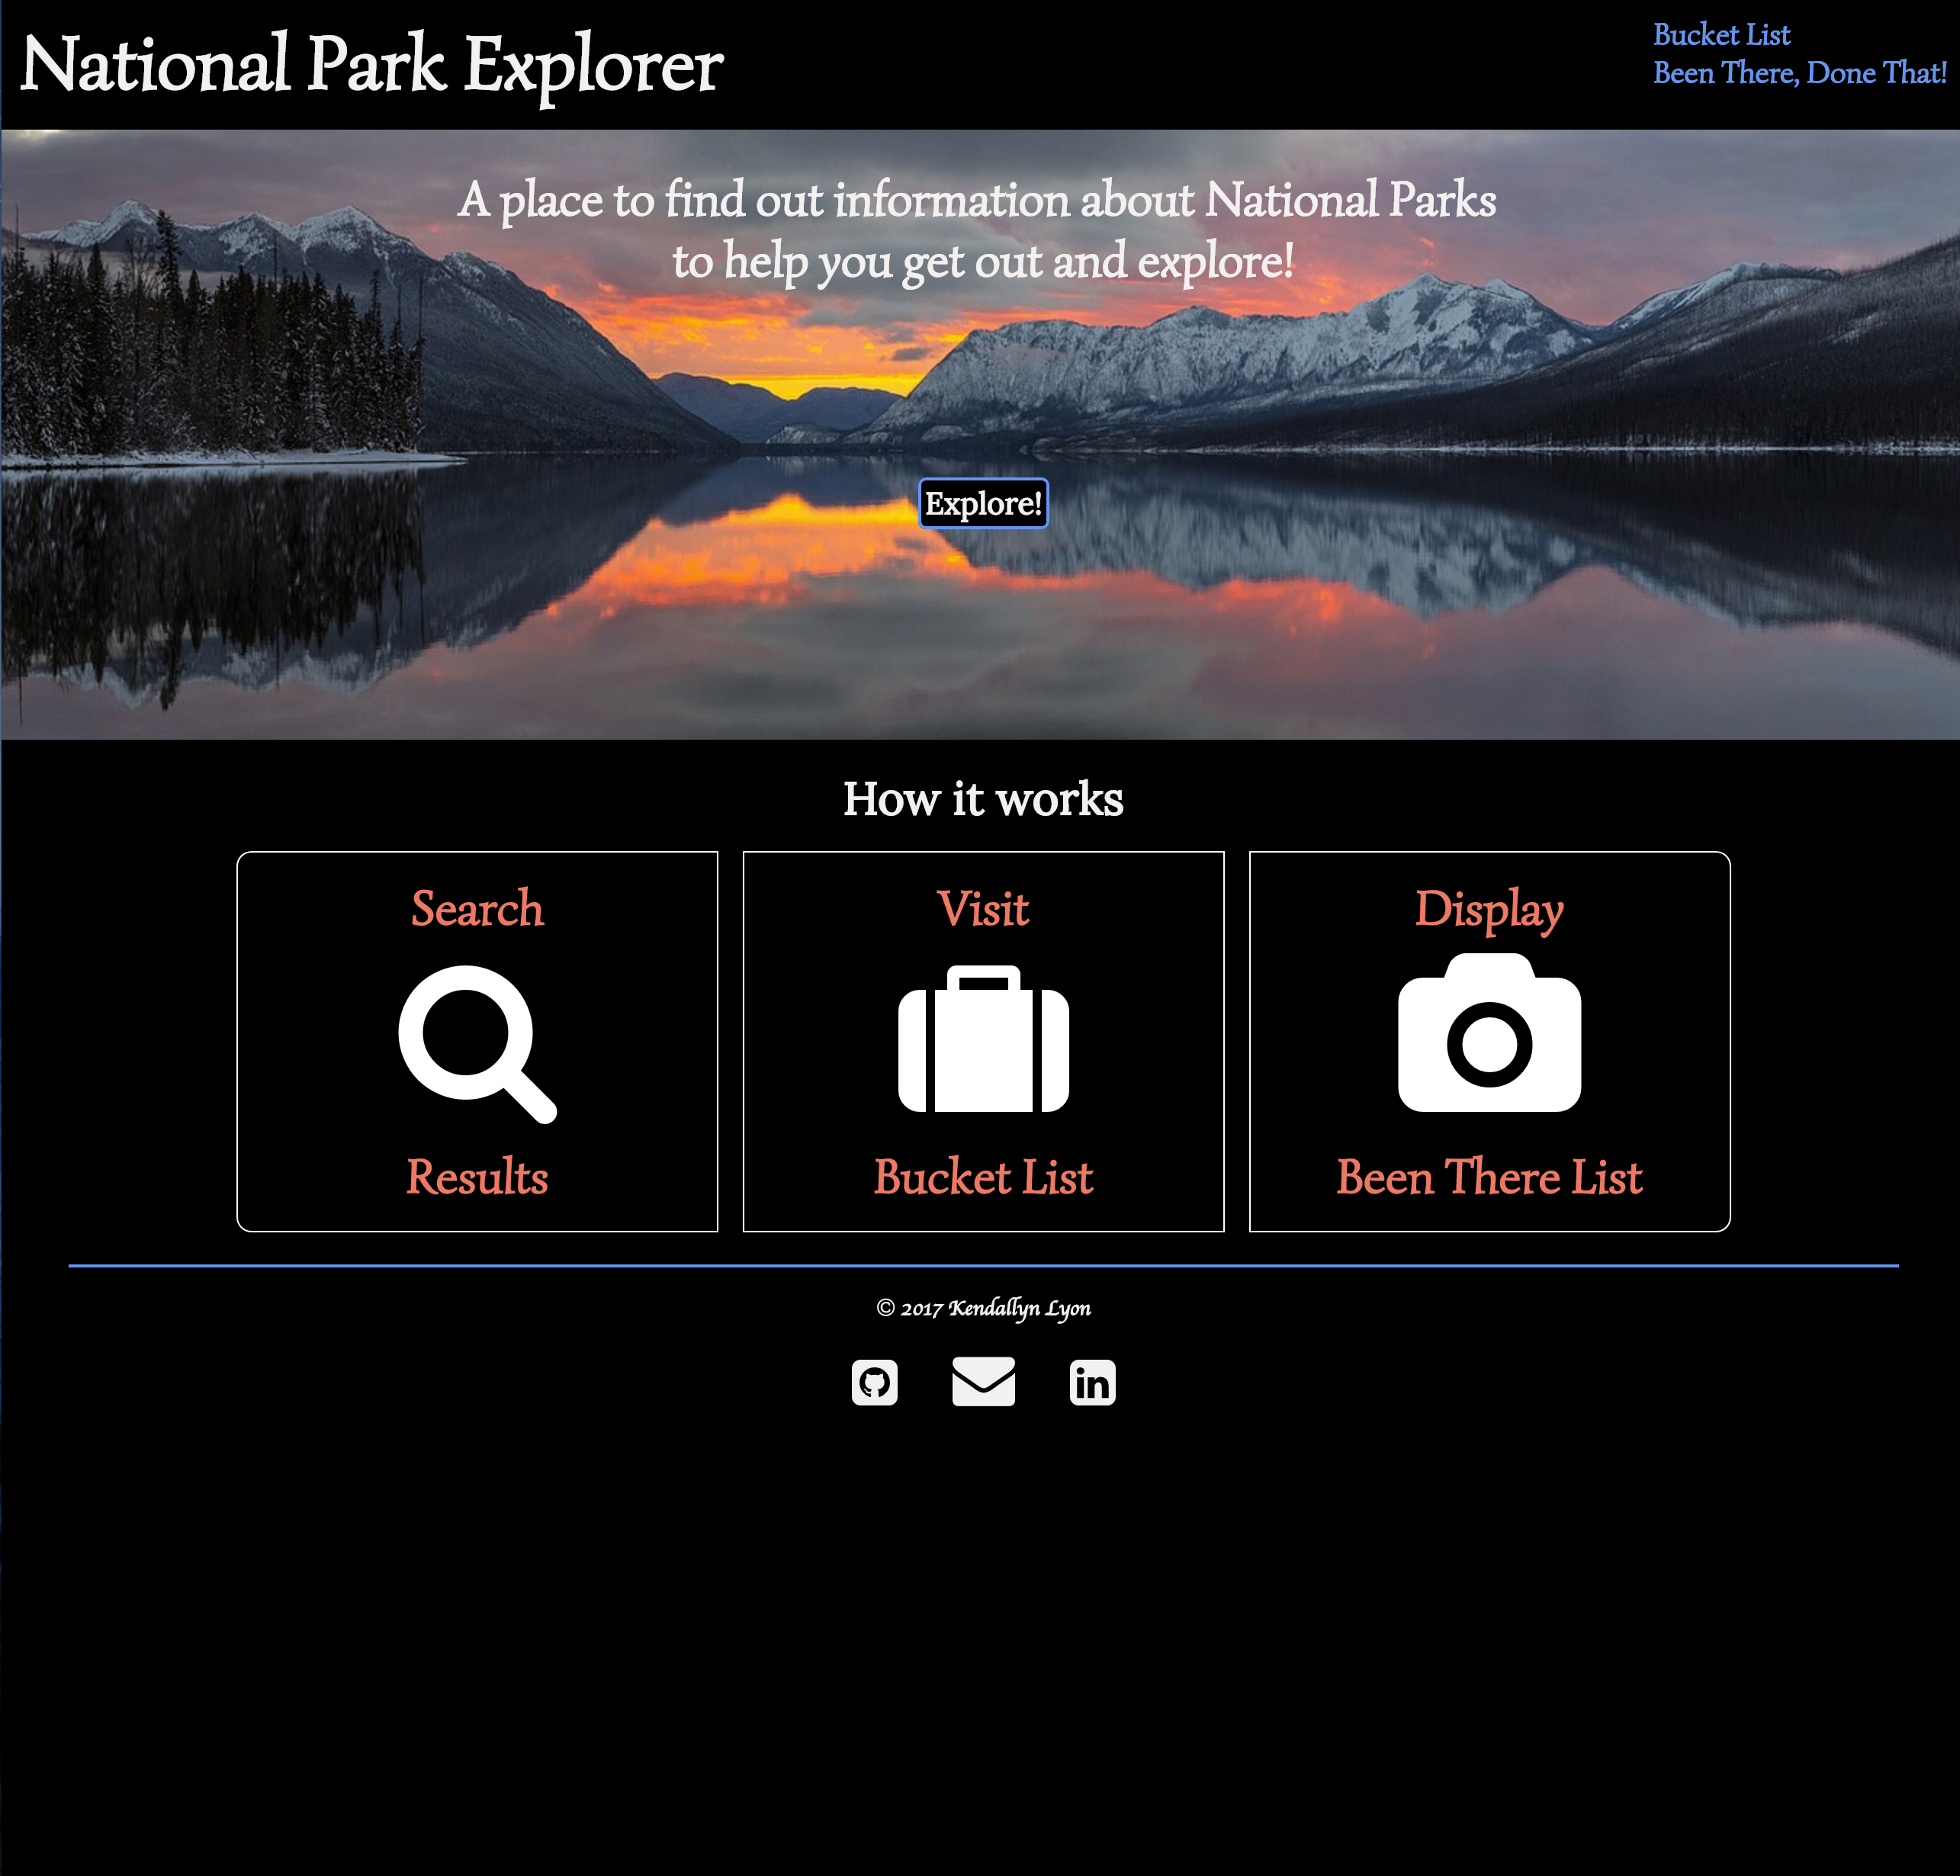 National Park Explorer
Bucket List
Been There, Done That!
A place to find out information about National Parks
to help you get out and explore!
Explore!
How it works
Search
Results
Visit
Bucket List
Display
Been There List
© 2017 Kendallyn Lyon
in